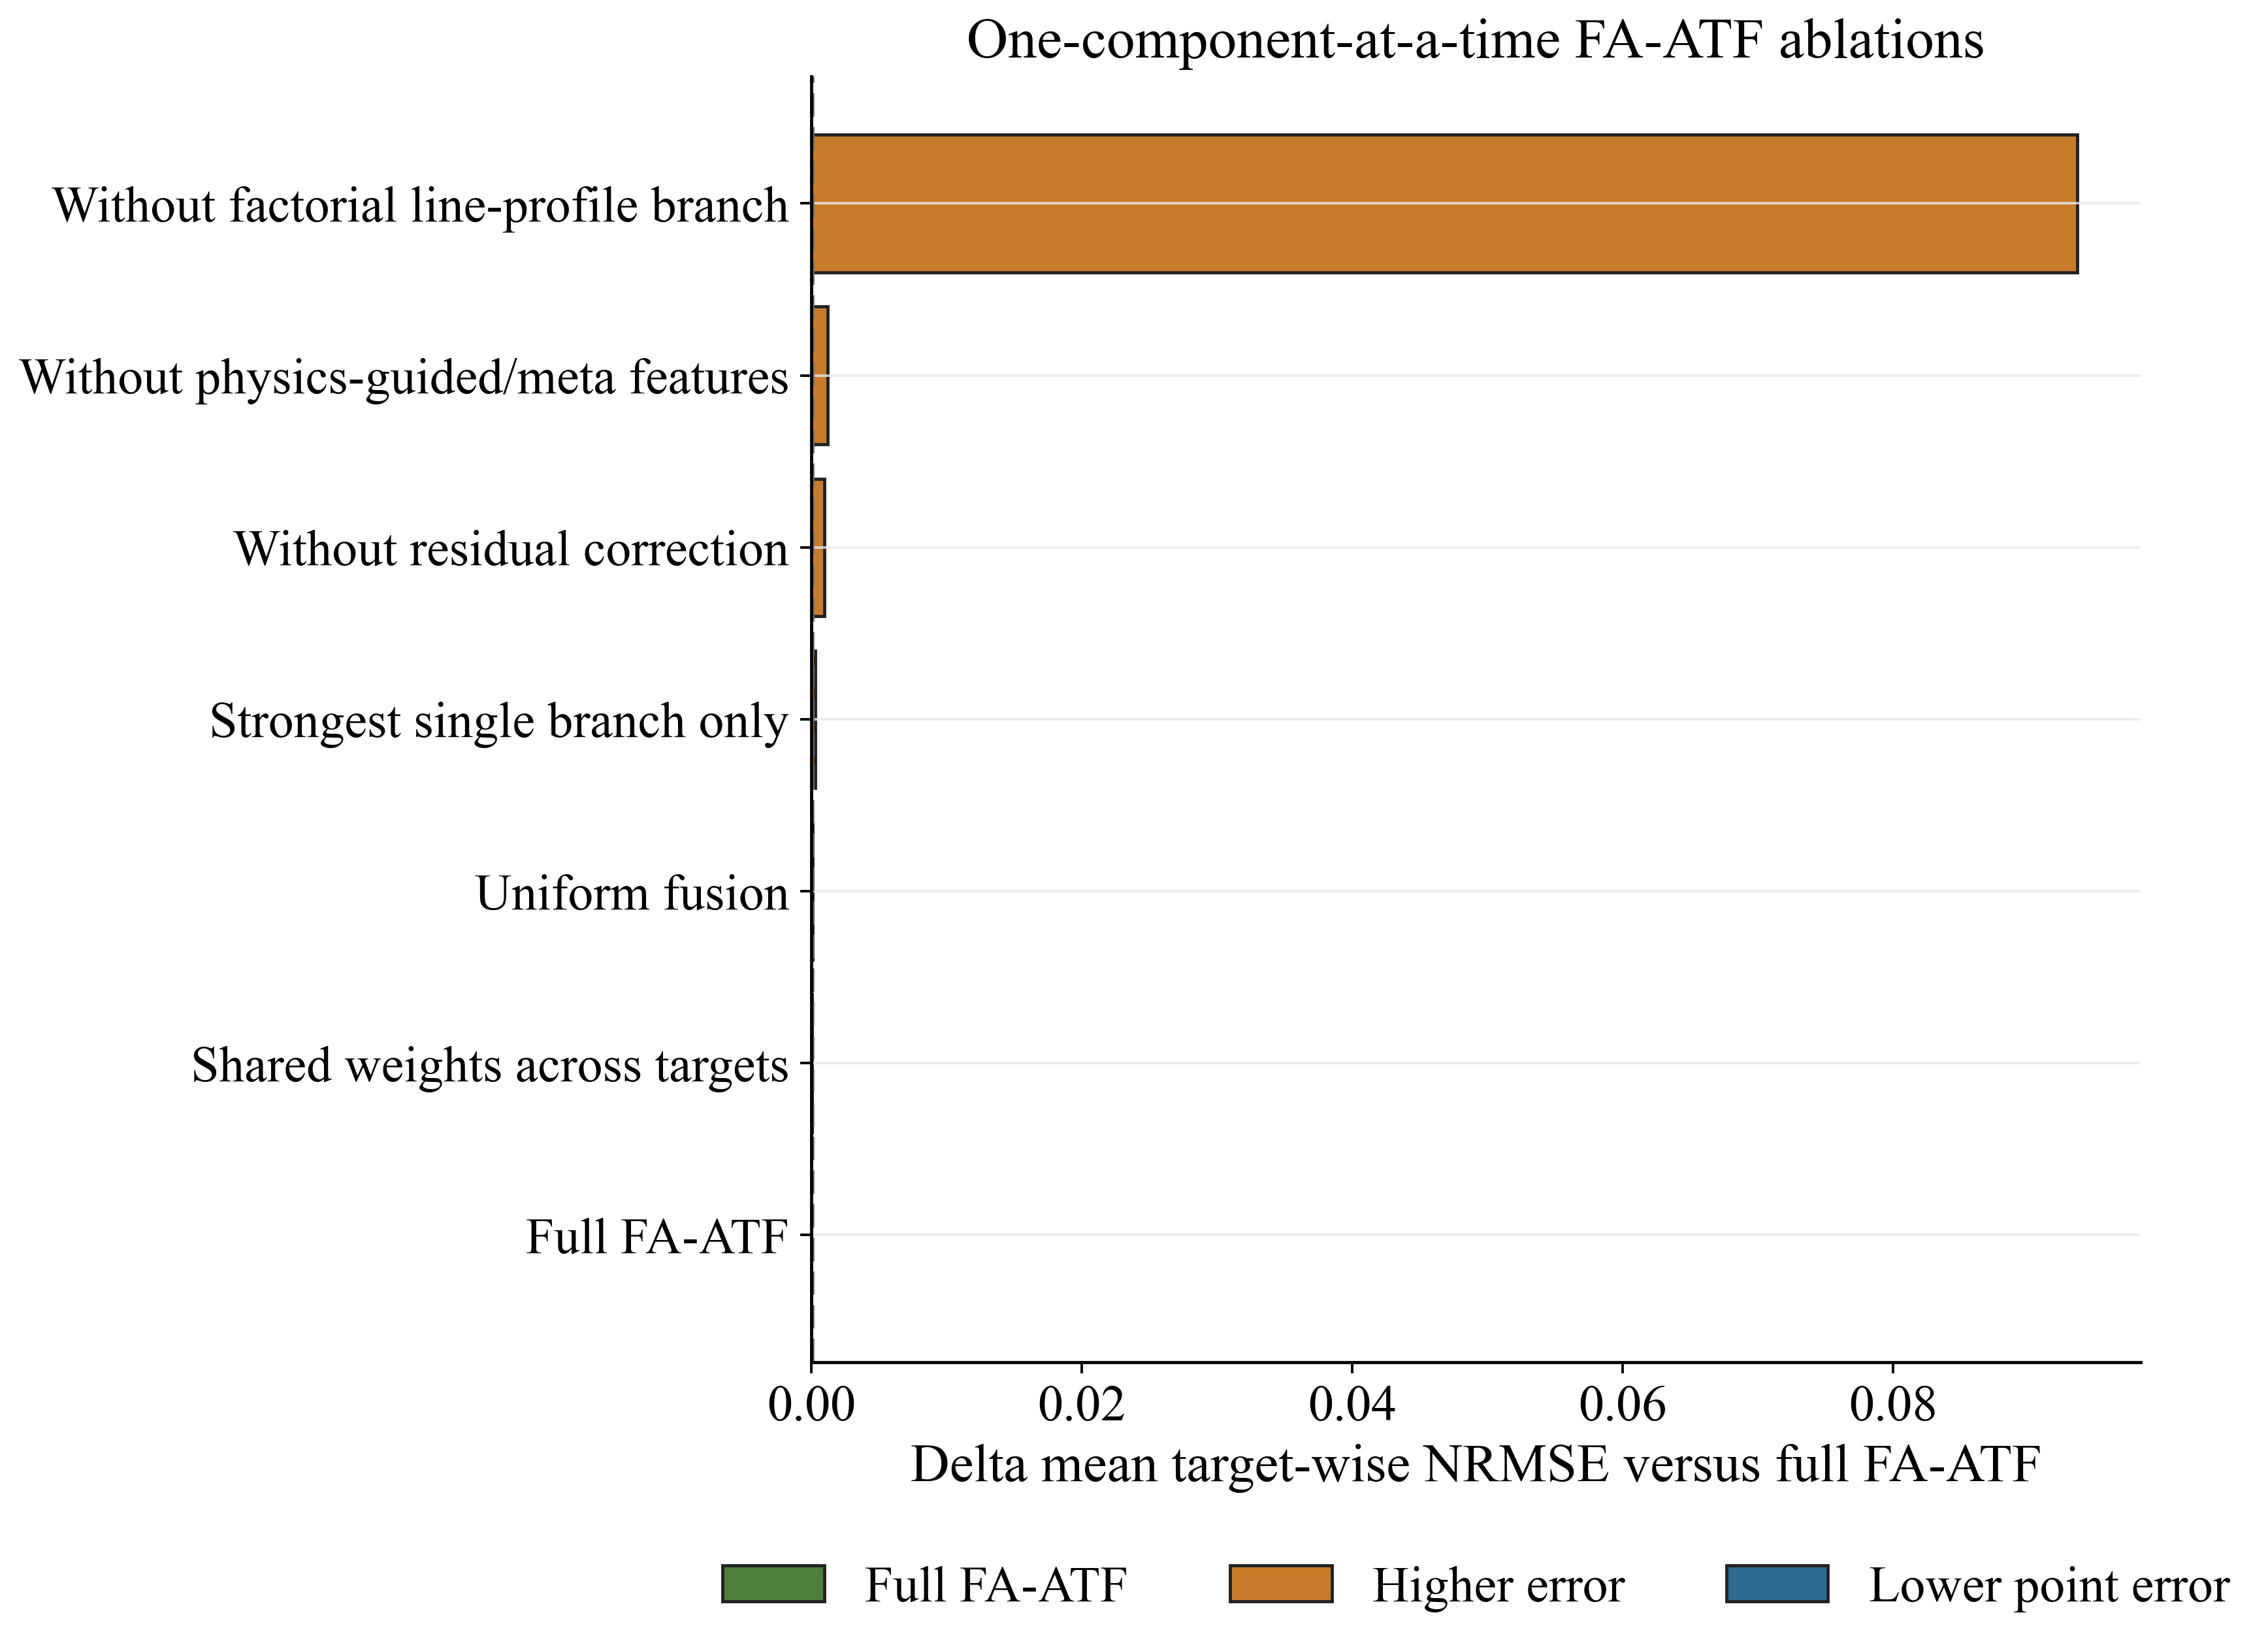 One-component-at-a-time FA-ATF ablations
Without factorial line-profile branch
Without physics-guided/meta features
Without residual correction
Strongest single branch only
Uniform fusion
Shared weights across targets
Full FA-ATF
0.00 0.02 0.04 0.06 0.08
Delta mean target-wise NRMSE versus full FA-ATF
Full FA-ATF Higher error Lower point error